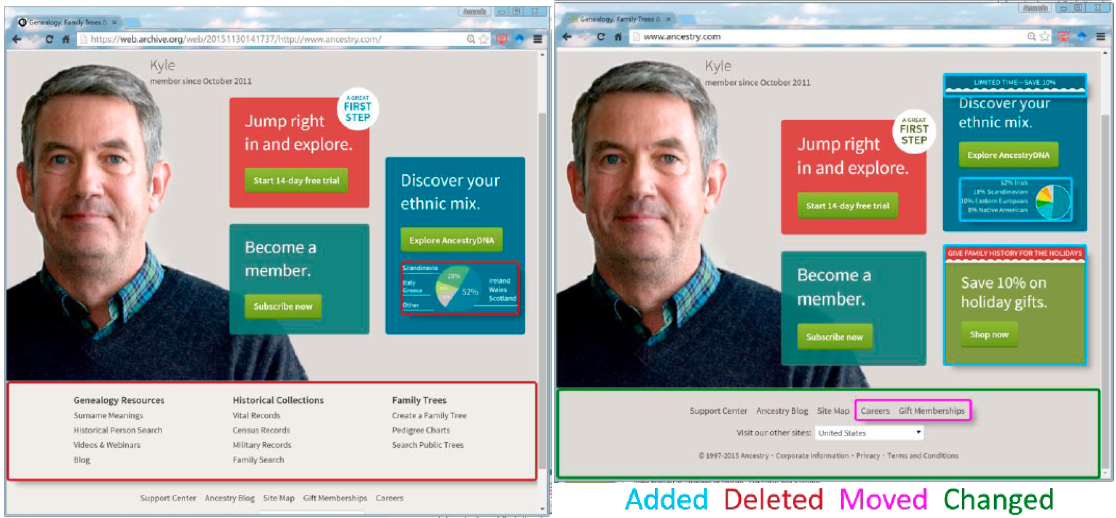 Genealogy, Family Trees &
https://web.archive.org/web/20151130141737/http://www.ancestry.com/
Kyle
member since October 2011
A GREAT
FIRST
STEP
Jump right
in and explore.
Start 14-day free trial
Become a
member.
Subscribe now
Discover your
ethnic mix.
Explore AncestryDNA
Scandinavia
28%
Italy
Greece
Other
52%
Ireland
Wales
Scotland
Genealogy Resources
Surname Meanings
Historical Person Search
Videos & Webinars
Blog
Historical Collections
Vital Records
Census Records
Military Records
Family Search
Family Trees
Create a Family Tree
Pedigree Charts
Search Public Trees
Support Center Ancestry Blog Site Map Gift Memberships Careers
Genealogy, Family Trees &
www.ancestry.com
Kyle
member since October 2011
A GREAT
FIRST
STEP
Jump right
in and explore.
Start 14-day free trial
Become a
member.
Subscribe now
LIMITED TIME—SAVE 10%
Discover your
ethnic mix.
Explore AncestryDNA
52% Irish
18% Scandinavian
10% Eastern European
8% Native American
GIVE FAMILY HISTORY FOR THE HOLIDAYS
Save 10% on
holiday gifts.
Shop now
Support Center Ancestry Blog Site Map Careers Gift Memberships
Visit our other sites: United States
© 1997-2015 Ancestry • Corporate Information • Privacy • Terms and Conditions
Added Deleted Moved Changed